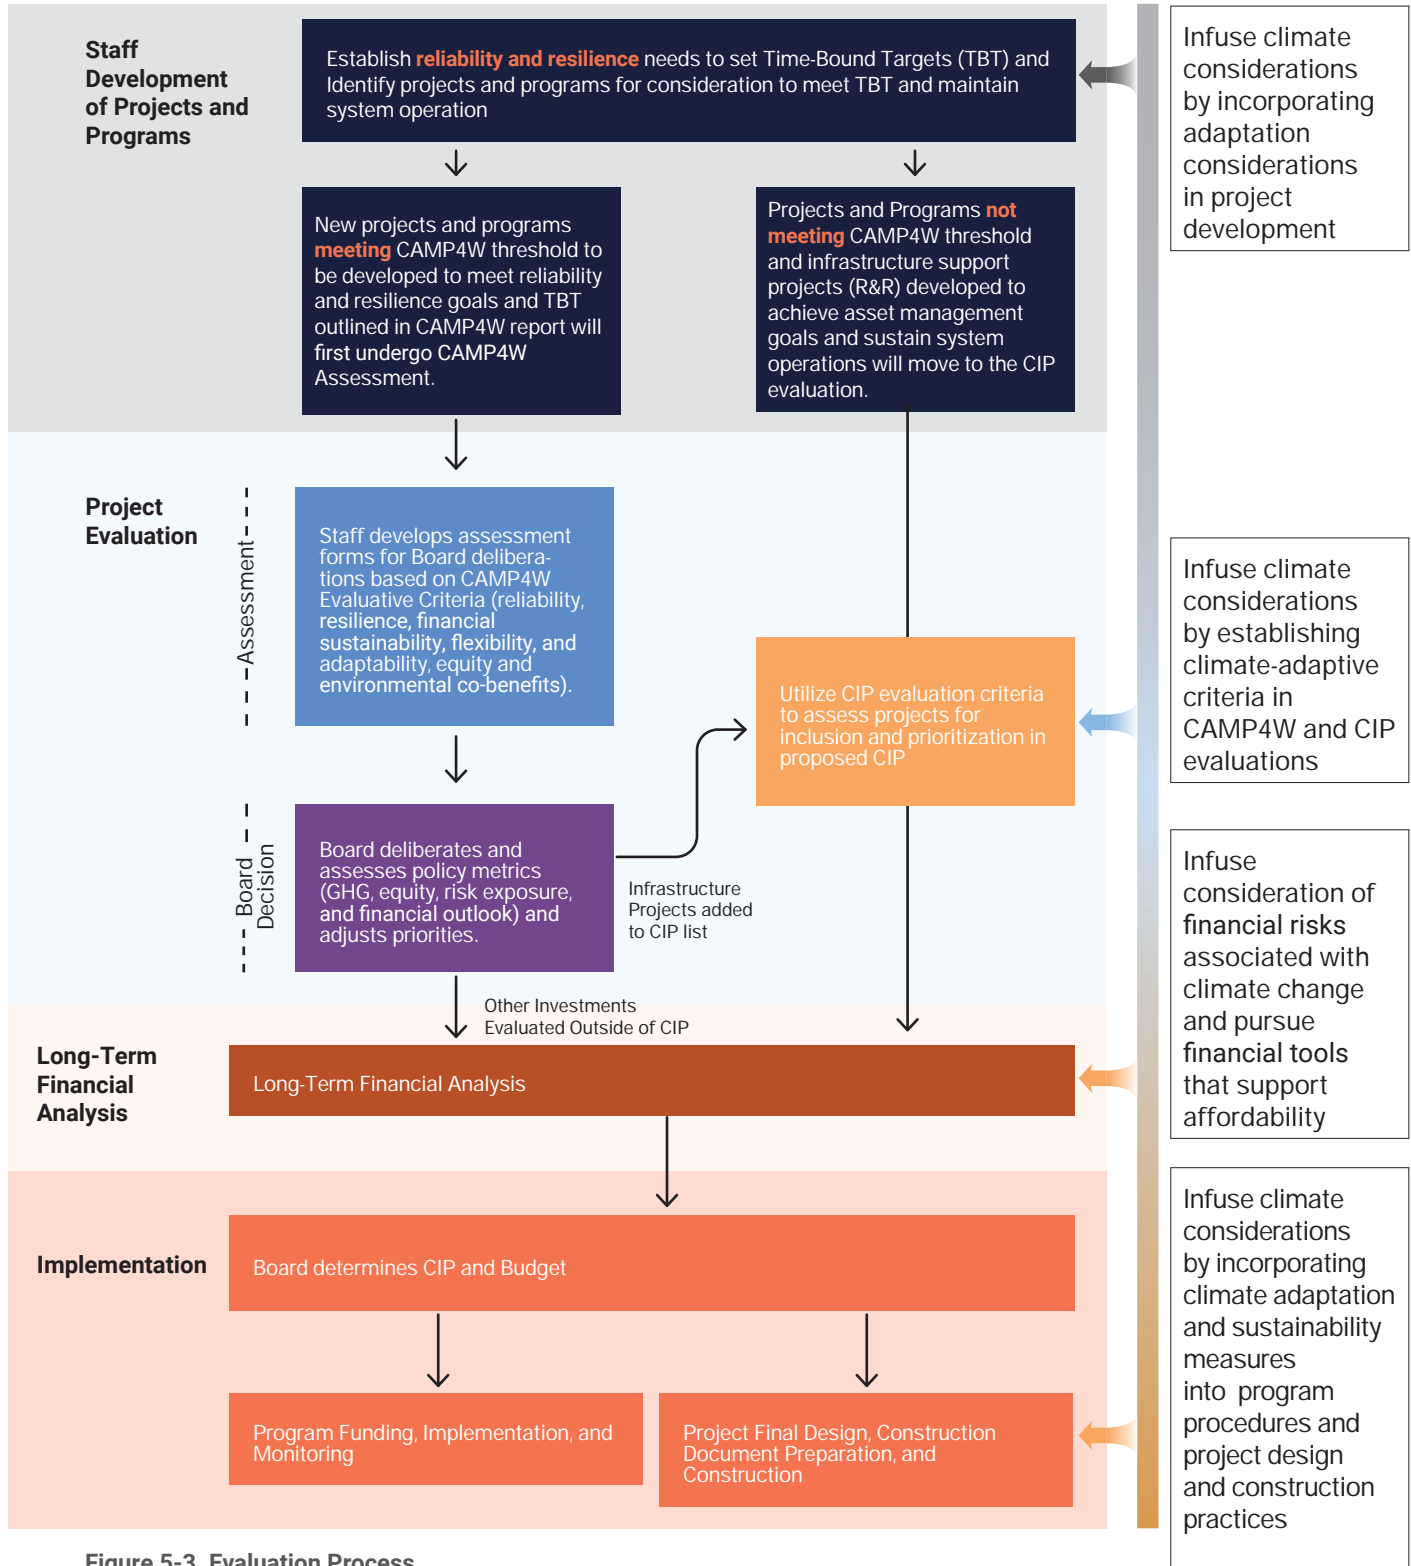 Staff
Development
of Projects and
Programs
Establish reliability and resilience needs to set Time-Bound Targets (TBT) and
Identify projects and programs for consideration to meet TBT and maintain
system operation
Infuse climate
considerations
by incorporating
adaptation
considerations
in project
development
New projects and programs
meeting CAMP4W threshold to
be developed to meet reliability
and resilience goals and TBT
outlined in CAMP4W report will
first undergo CAMP4W
Assessment.
Projects and Programs not
meeting CAMP4W threshold
and infrastructure support
projects (R&R) developed to
achieve asset management
goals and sustain system
operations will move to the CIP
evaluation.
Project
Evaluation
Assessment
Staff develops assessment
forms for Board delibera-
tions based on CAMP4W
Evaluative Criteria (reliability,
resilience, financial
sustainability, flexibility, and
adaptability, equity and
environmental co-benefits).
Utilize CIP evaluation criteria
to assess projects for
inclusion and prioritization in
proposed CIP
Infuse climate
considerations
by establishing
climate-adaptive
criteria in
CAMP4W and CIP
evaluations
Board
Decision
Board deliberates and
assesses policy metrics
(GHG, equity, risk exposure,
and financial outlook) and
adjusts priorities.
Infrastructure
Projects added
to CIP list
Other Investments
Evaluated Outside of CIP
Infuse
consideration of
financial risks
associated with
climate change
and pursue
financial tools
that support
affordability
Long-Term
Financial
Analysis
Long-Term Financial Analysis
Implementation
Board determines CIP and Budget
Program Funding, Implementation, and
Monitoring
Project Final Design, Construction
Document Preparation, and
Construction
Infuse climate
considerations
by incorporating
climate adaptation
and sustainability
measures
into program
procedures and
project design
and construction
practices
Figure 5-3. Evaluation Process